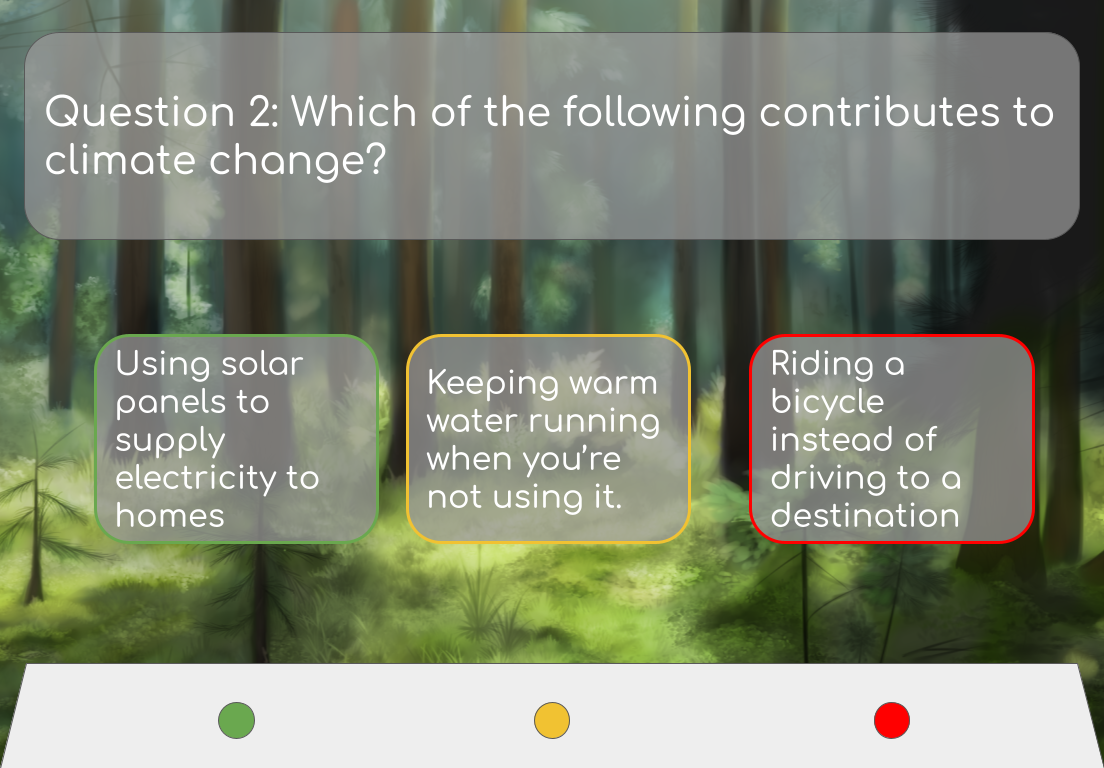 Question 2: Which of the following contributes to
climate change?
Using solar
panels to
supply
electricity to
homes
Keeping warm
water running
when you’re
not using it.
Riding a
bicycle
instead of
driving to a
destination